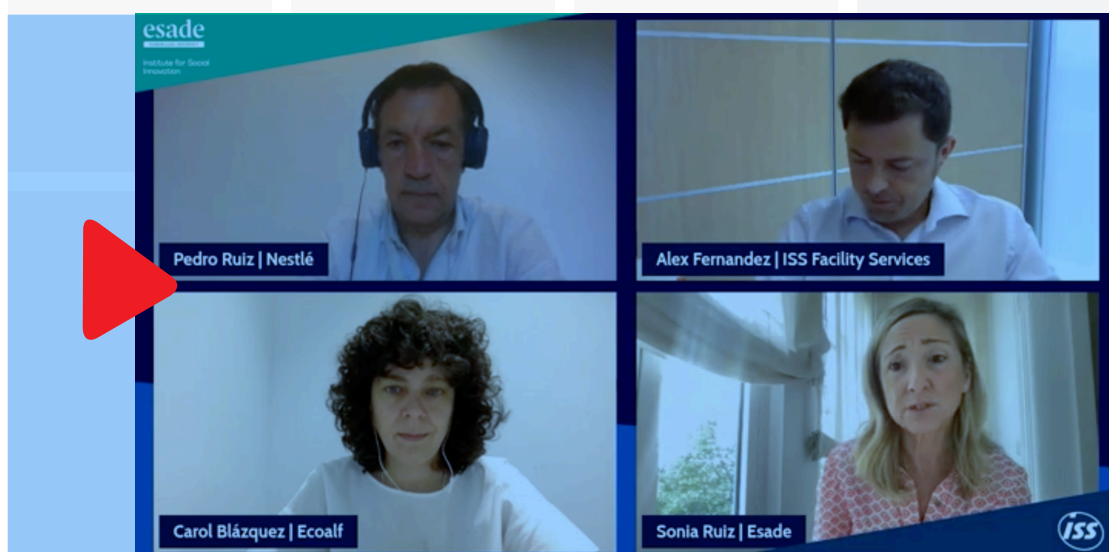 esade
Institute for Social
Innovation
Pedro Ruiz | Nestlé
Alex Fernandez | ISS Facility Services
Carol Blázquez | Ecoalf
Sonia Ruiz | Esade
ISS